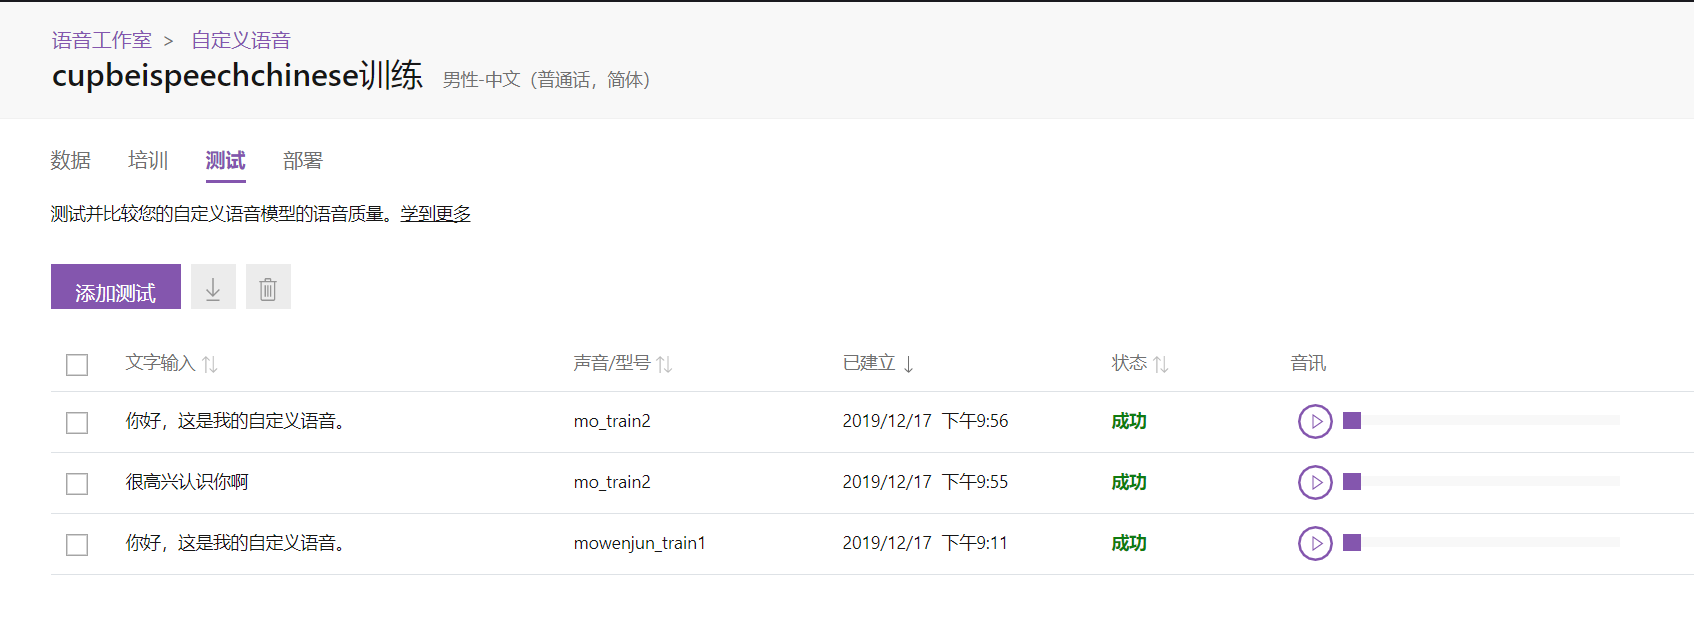 语音工作室 > 自定义语音
cupbeispeechchinese训练 男性-中文（普通话，简体）
数据 培训 测试 部署
测试并比较您的自定义语音模型的语音质量。学到更多
添加测试
文字输入 声音/型号 已建立 状态 音讯
你好，这是我的自定义语音。 mo_train2 2019/12/17 下午9:56 成功
很高兴认识你啊 mo_train2 2019/12/17 下午9:55 成功
你好，这是我的自定义语音。 mowenjun_train1 2019/12/17 下午9:11 成功